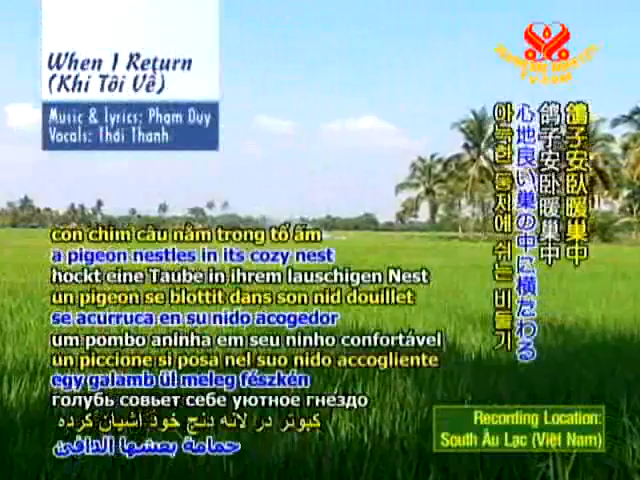 When I Return
(Khi Tôi Về)
Music & lyrics: Phạm Duy
Vocals: Thái Thanh
con chim câu nằm trong tổ ấm
a pigeon nestles in its cozy nest
hockt eine Taube in ihrem lauschigen Nest
un pigeon se blottit dans son nid douillet
se acurruca en su nido acogedor
um pombo aninha em seu ninho confortável
un piccione si posa nel suo nido accogliente
egy galamb ül meleg fészkén
голубь совьет себе уютное гнездо
کبوتر در لانه دنج خود آشیان کرده
حمامة بعشها الدافئ
鴿子安臥暖巢中
鸽子安卧暖巢中
心地良い巣の中に横たわる
아늑한 둥지에 쉬는 비둘기
Recording Location:
South Âu Lạc (Việt Nam)